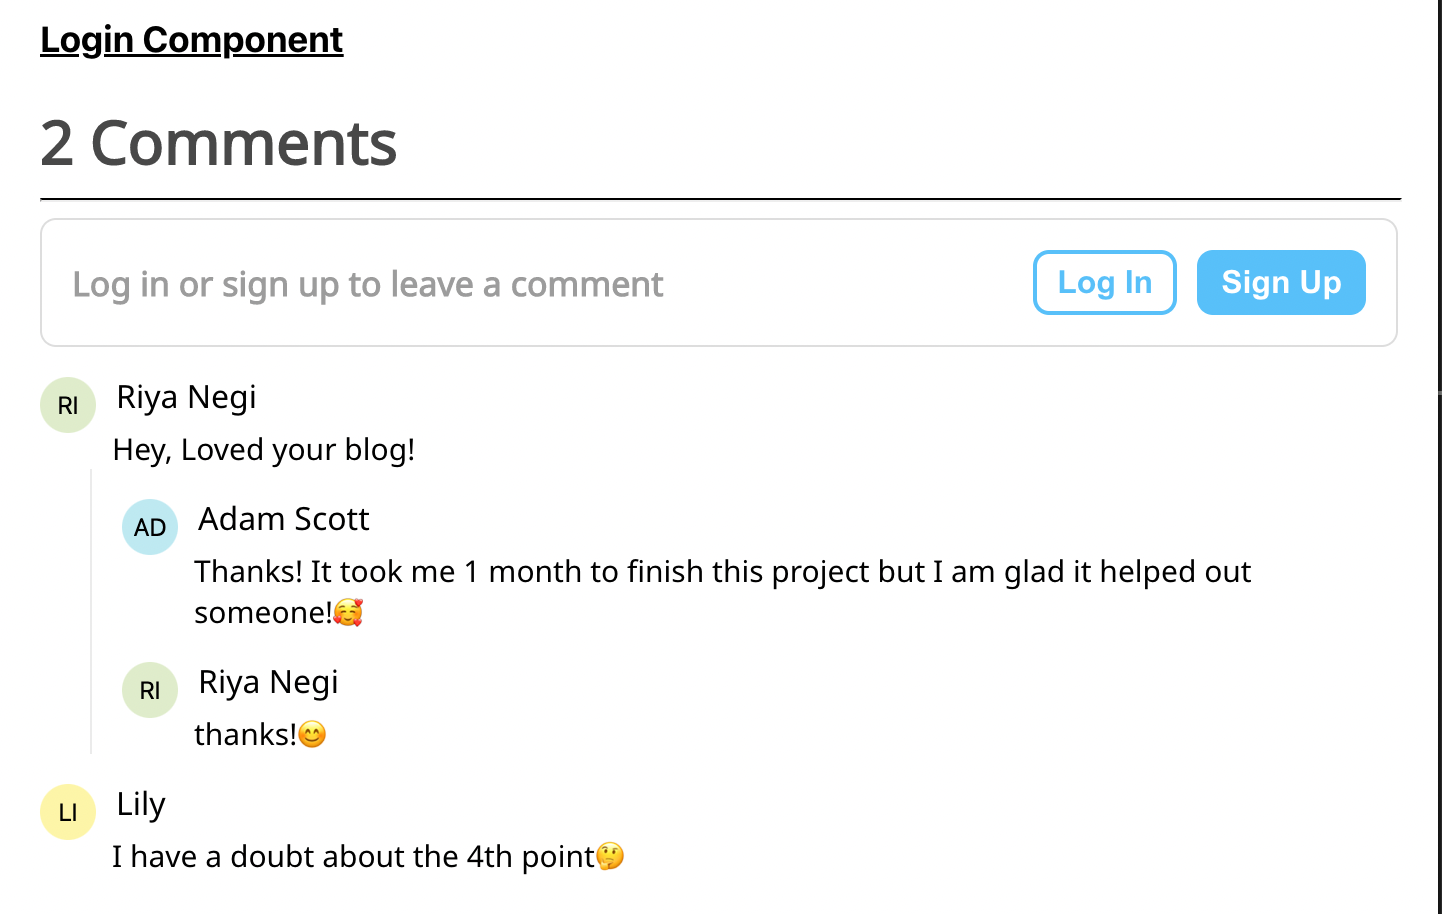 Login Component
2 Comments
Log in or sign up to leave a comment
Log In
Sign Up
RI
Riya Negi
Hey, Loved your blog!
AD
Adam Scott
Thanks! It took me 1 month to finish this project but I am glad it helped out
someone!🥰
RI
Riya Negi
thanks!😊
LI
Lily
I have a doubt about the 4th point🤔